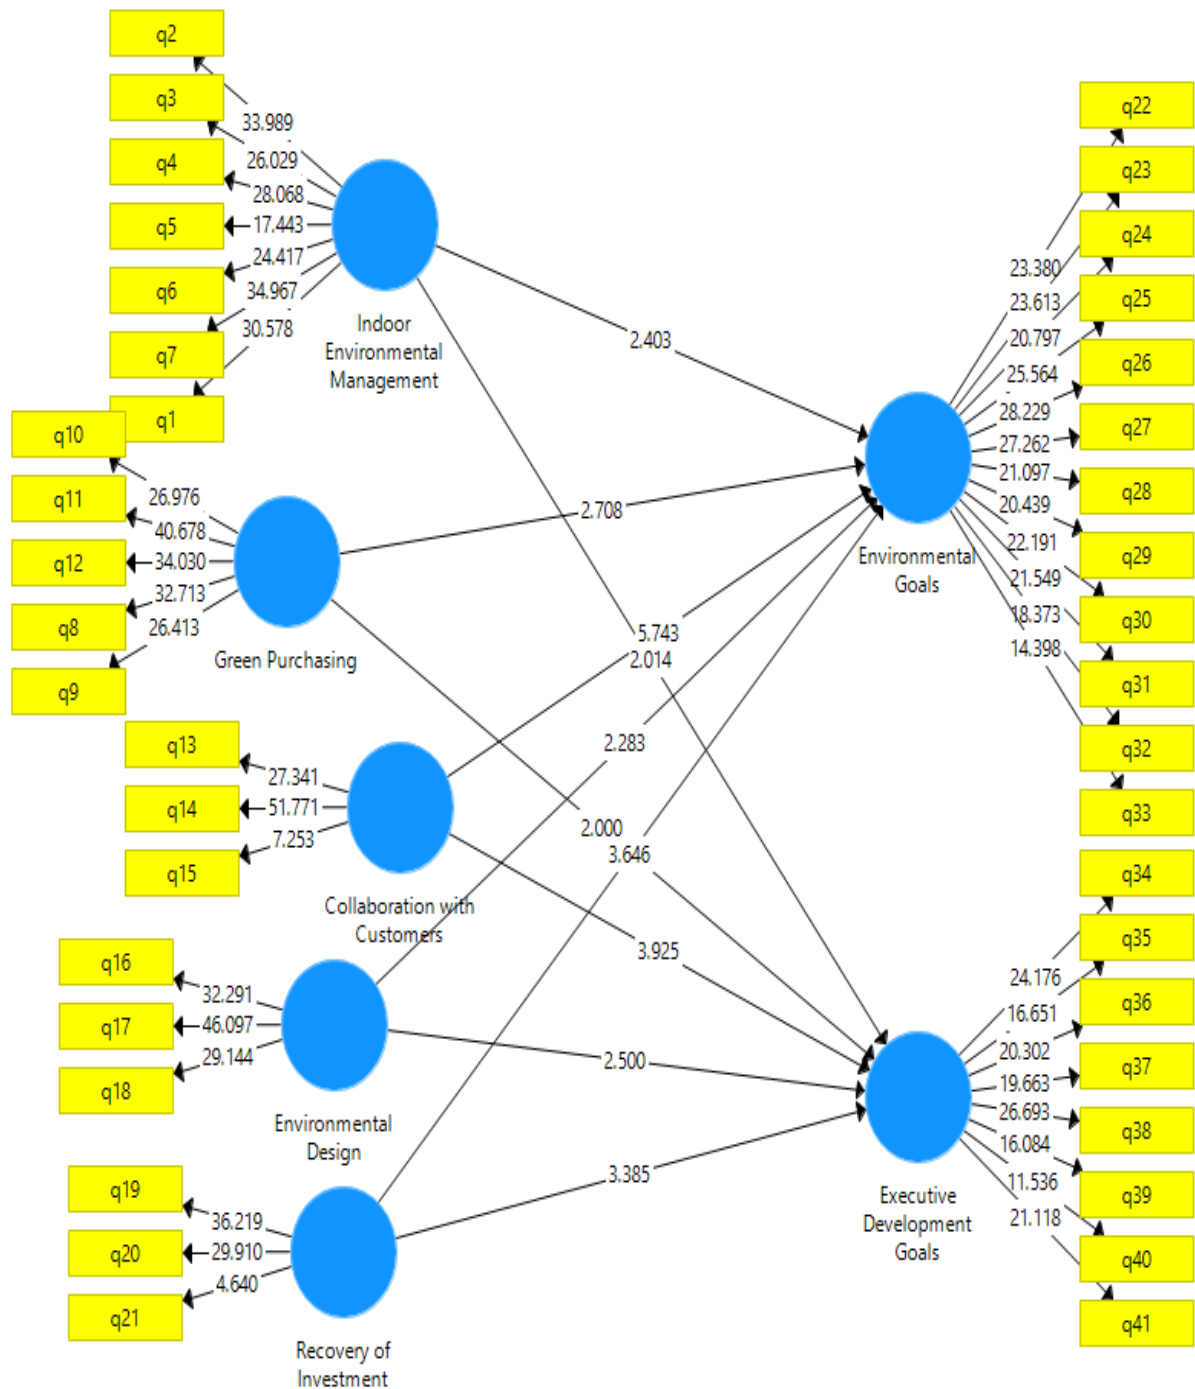 q2
q3
q4
q5
q6
q7
q1
33.989
26.029
28.068
17.443
24.417
34.967
30.578
Indoor
Environmental
Management
q10
q11
q12
q8
q9
26.976
40.678
34.030
32.713
26.413
Green Purchasing
q13
q14
q15
27.341
51.771
7.253
Collaboration with
Customers
q16
q17
q18
32.291
46.097
29.144
Environmental
Design
q19
q20
q21
36.219
29.910
4.640
Recovery of
Investment
2.403
2.708
5.743
2.014
2.283
2.000
3.646
3.925
2.500
3.385
Environmental
Goals
23.380
23.613
20.797
25.564
28.229
27.262
21.097
20.439
22.191
21.549
18.373
14.398
q22
q23
q24
q25
q26
q27
q28
q29
q30
q31
q32
q33
Executive
Development
Goals
24.176
16.651
20.302
19.663
26.693
16.084
11.536
21.118
q34
q35
q36
q37
q38
q39
q40
q41